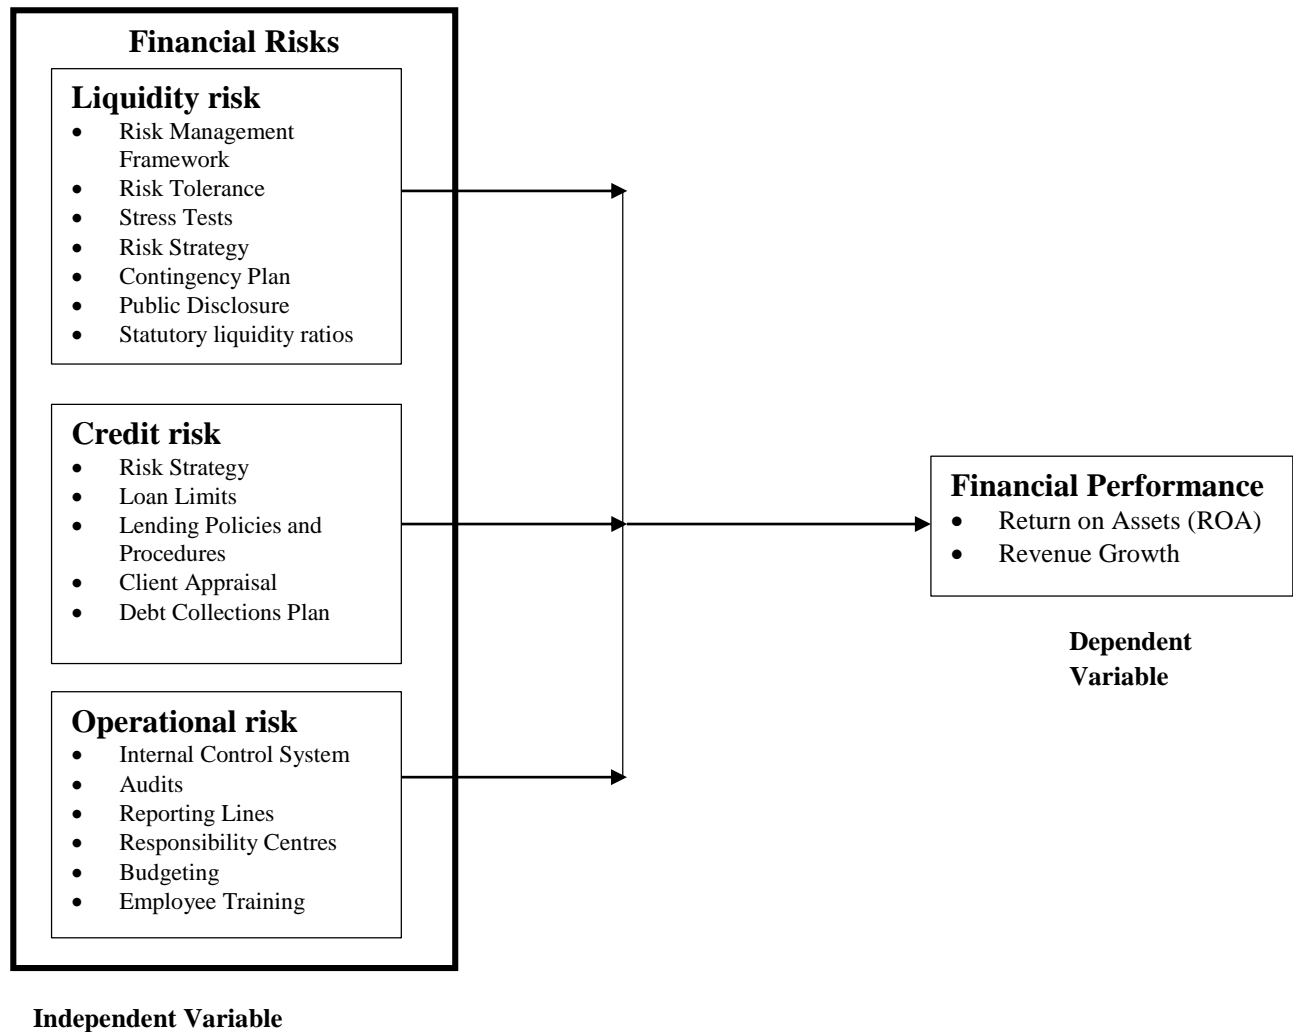 Financial Risks
Liquidity risk
• Risk Management
Framework
• Risk Tolerance
• Stress Tests
• Risk Strategy
• Contingency Plan
• Public Disclosure
• Statutory liquidity ratios
Credit risk
• Risk Strategy
• Loan Limits
• Lending Policies and
Procedures
• Client Appraisal
• Debt Collections Plan
Operational risk
• Internal Control System
• Audits
• Reporting Lines
• Responsibility Centres
• Budgeting
• Employee Training
Independent Variable
Financial Performance
• Return on Assets (ROA)
• Revenue Growth
Dependent
Variable